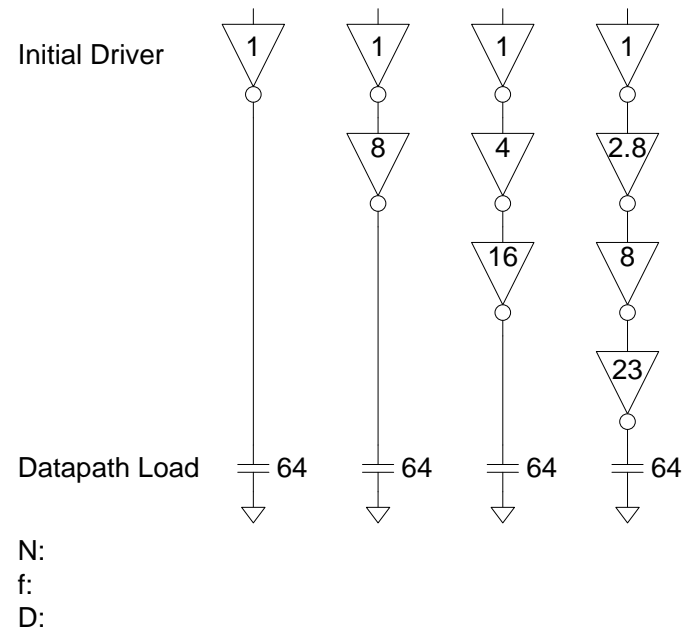 Initial Driver 1 1 1 1
8 4 2.8
16 8
23
Datapath Load 64 64 64 64
N:
f:
D: